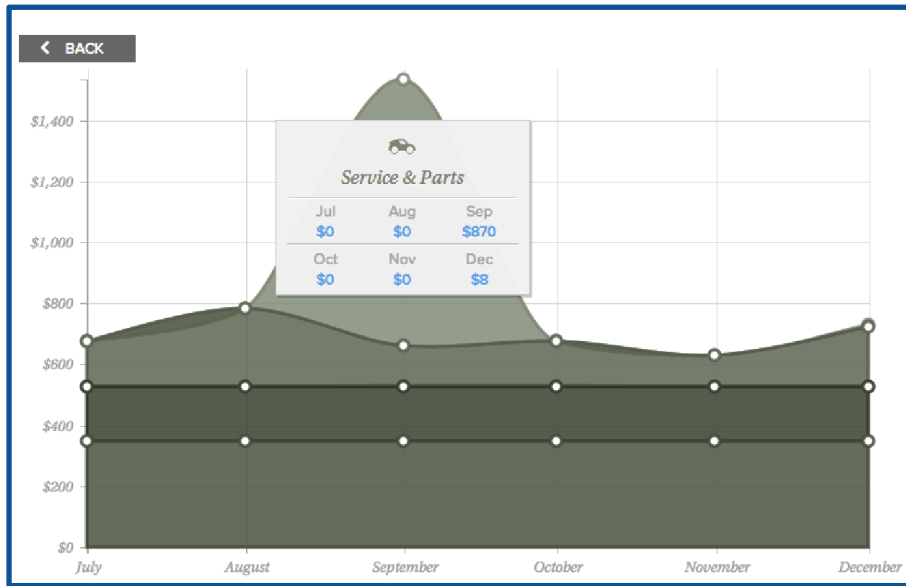 BACK
$1,400
$1,200
$1,000
$800
$600
$400
$200
$0
Service & Parts
Jul Aug Sep
$0 $0 $870
Oct Nov Dec
$0 $0 $8
July August September October November December